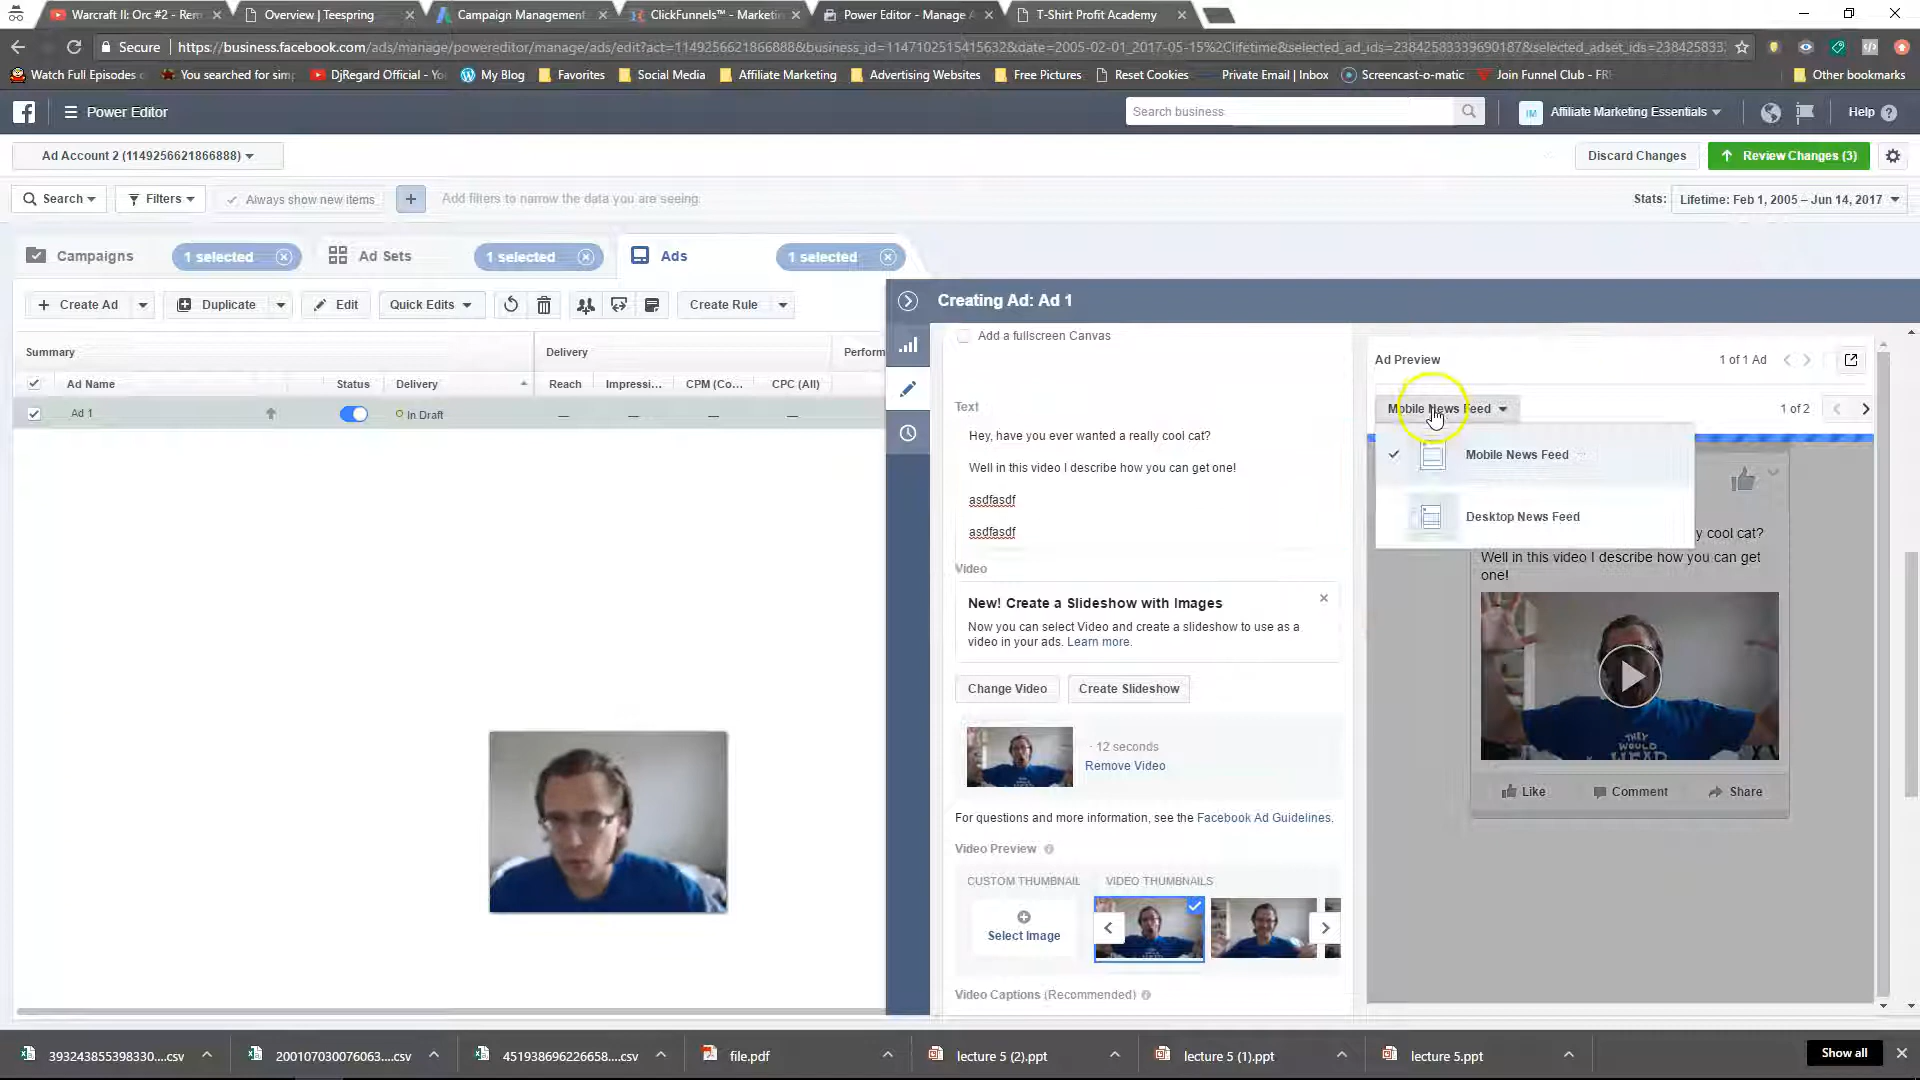 Warcraft II: Orc #2 - Rem
Overview | Teespring
Campaign Management
ClickFunnels™ - Marketin
Power Editor - Manage A
T-Shirt Profit Academy
Secure
https://business.facebook.com/ads/manage/powereditor/manage/ads/edit?act=1149256621866888&business_id=1147102515415632&date=2005-02-01_2017-05-15%2Clifetime&selected_ad_ids=23842583339690187&selected_adset_ids=238425833
Watch Full Episodes o
You searched for sim
DjRegard Official - Yo
My Blog
Favorites
Social Media
Affiliate Marketing
Advertising Websites
Free Pictures
Reset Cookies
Private Email | Inbox
Screencast-o-matic
Join Funnel Club - FR
Other bookmarks
Power Editor
Search business
IM
Affiliate Marketing Essentials
Help
Ad Account 2 (1149256621866888)
Discard Changes
Review Changes (3)
Search
Filters
Always show new items
Add filters to narrow the data you are seeing.
Stats:
Lifetime: Feb 1, 2005 – Jun 14, 2017
Campaigns
1 selected
Ad Sets
1 selected
Ads
1 selected
Create Ad
Duplicate
Edit
Quick Edits
Create Rule
Creating Ad: Ad 1
Summary
Delivery
Perform
Ad Name
Status
Delivery
Reach
Impressi...
CPM (Co...
CPC (All)
Ad 1
In Draft
Add a fullscreen Canvas
Text
Hey, have you ever wanted a really cool cat?
Well in this video I describe how you can get one!
asdfasdf
asdfasdf
Video
New! Create a Slideshow with Images
Now you can select Video and create a slideshow to use as a
video in your ads. Learn more.
Change Video
Create Slideshow
· 12 seconds
Remove Video
For questions and more information, see the Facebook Ad Guidelines.
Video Preview
CUSTOM THUMBNAIL
VIDEO THUMBNAILS
Select Image
Video Captions (Recommended)
Ad Preview
1 of 1 Ad
Mobile News Feed
1 of 2
Mobile News Feed
Desktop News Feed
y cool cat?
Well in this video I describe how you can get
one!
THEY
WOULD
Like
Comment
Share
393243855398330....csv
200107030076063....csv
451938696226658....csv
file.pdf
lecture 5 (2).ppt
lecture 5 (1).ppt
lecture 5.ppt
Show all